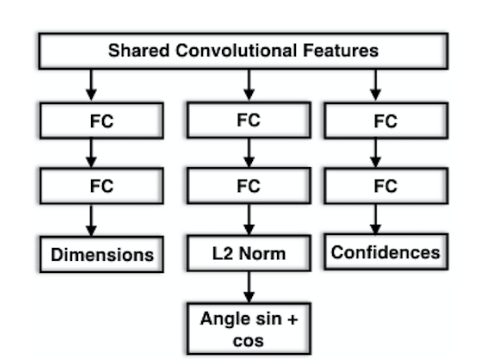 Shared Convolutional Features
FC
FC
FC
FC
FC
FC
Dimensions
L2 Norm
Confidences
Angle sin +
cos